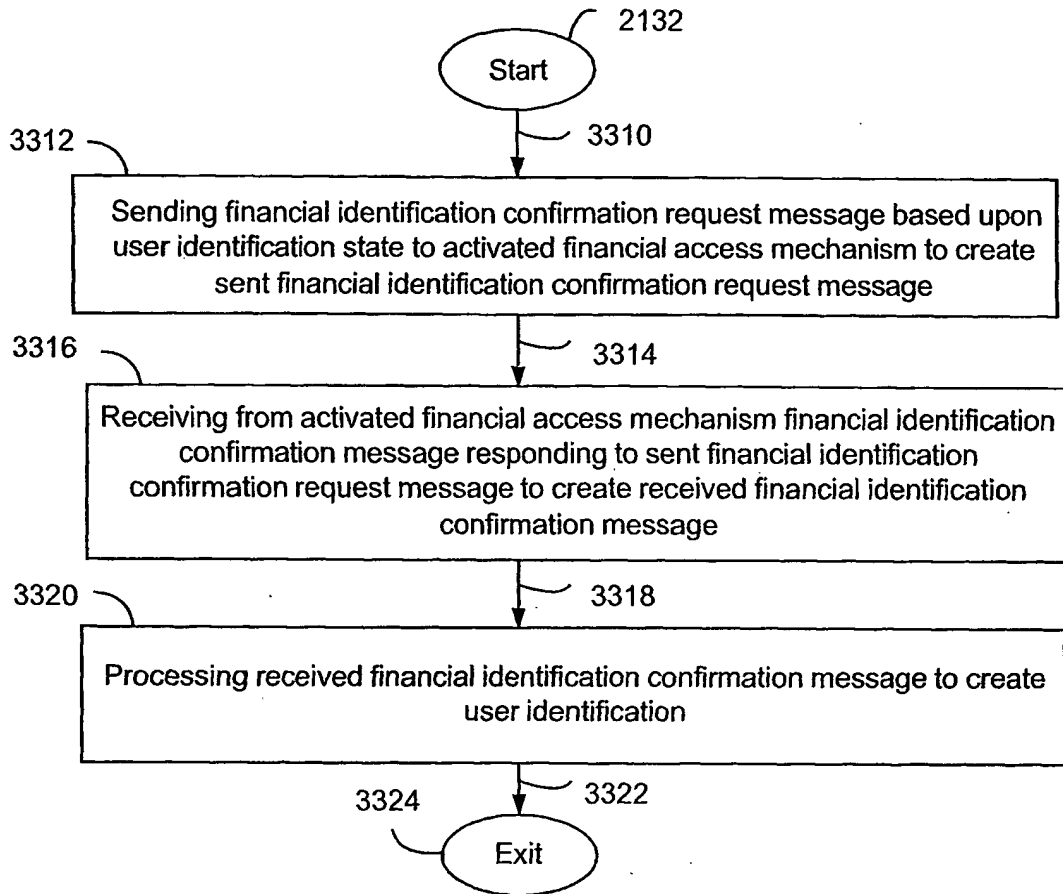 2132
Start
3310
3312
Sending financial identification confirmation request message based upon
user identification state to activated financial access mechanism to create
sent financial identification confirmation request message
3314
3316
Receiving from activated financial access mechanism financial identification
confirmation message responding to sent financial identification
confirmation request message to create received financial identification
confirmation message
3318
3320
Processing received financial identification confirmation message to create
user identification
3322
3324
Exit